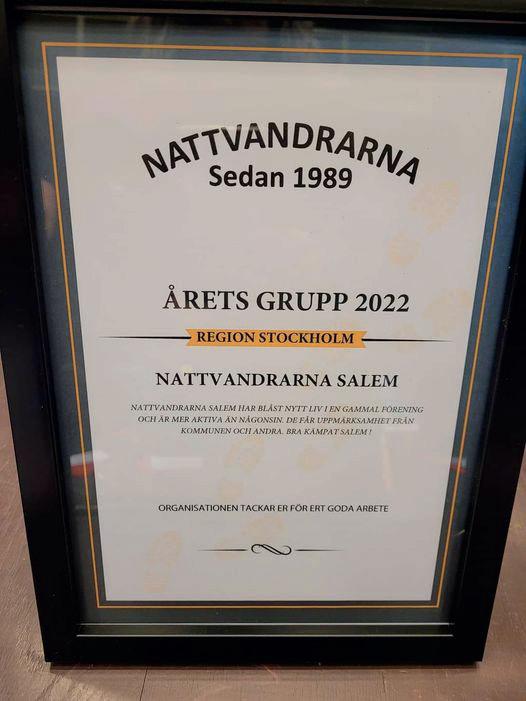 NATTVANDRARNA
Sedan 1989
ÅRETS GRUPP 2022
REGION STOCKHOLM
NATTVANDRARNA SALEM
NATTVANDRARNA SALEM HAR BLÅST NYTT LIV I EN GAMMAL FÖRENING
OCH ÄR MER AKTIVA ÄN NÅGONSIN. DE FÅR UPPMÄRKSAMHET FRÅN
KOMMUNEN OCH ANDRA. BRA KÄMPAT SALEM !
ORGANISATIONEN TACKAR ER FÖR ERT GODA ARBETE